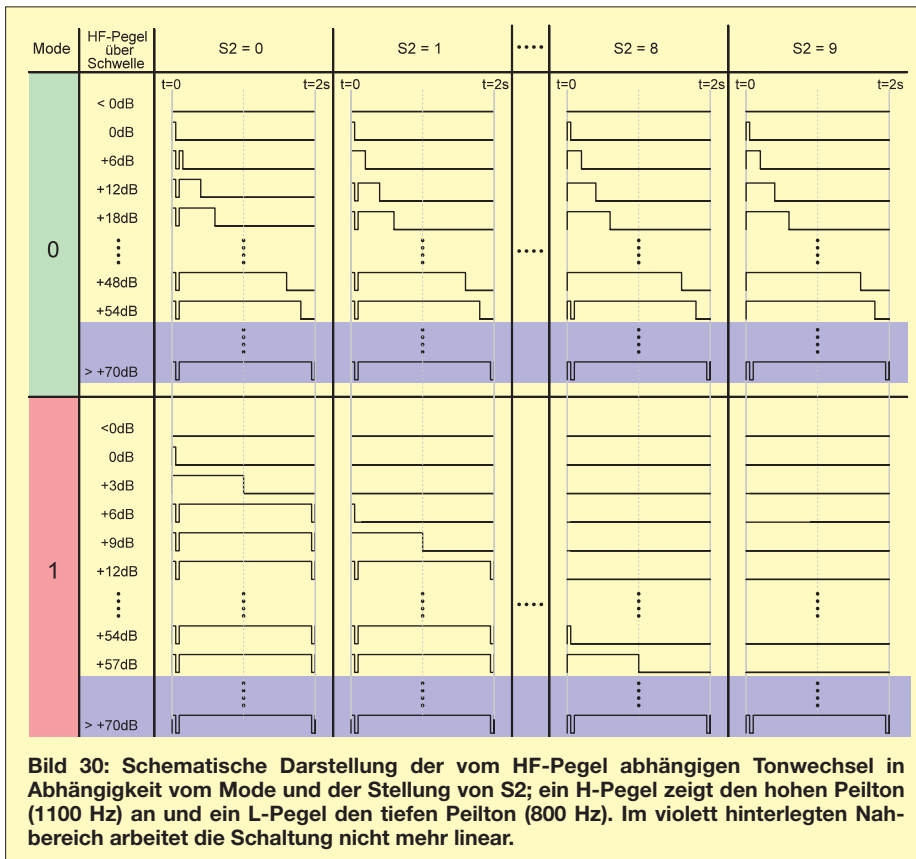 Mode HF-Pegel über Schwelle S2 = 0 S2 = 1 •••• S2 = 8 S2 = 9
t=0 t=2s t=0 t=2s t=0 t=2s t=0 t=2s
0
< 0dB
0dB
+6dB
+12dB
+18dB
+48dB
+54dB
> +70dB
1
<0dB
0dB
+3dB
+6dB
+9dB
+12dB
+54dB
+57dB
> +70dB
Bild 30: Schematische Darstellung der vom HF-Pegel abhängigen Tonwechsel in
Abhängigkeit vom Mode und der Stellung von S2; ein H-Pegel zeigt den hohen Peilton
(1100 Hz) an und ein L-Pegel den tiefen Peilton (800 Hz). Im violett hinterlegten Nah-
bereich arbeitet die Schaltung nicht mehr linear.